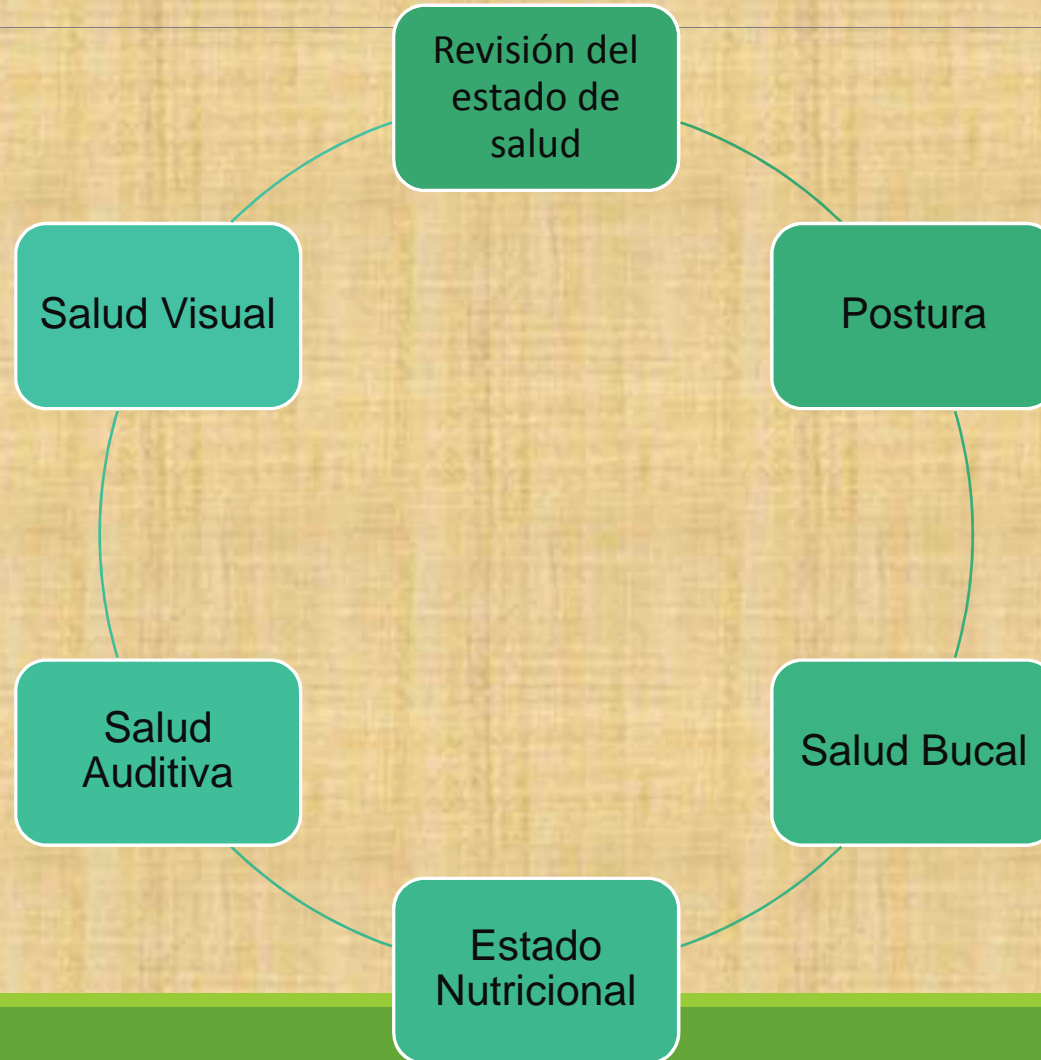 Revisión del
estado de
salud
Postura
Salud Bucal
Estado
Nutricional
Salud
Auditiva
Salud Visual